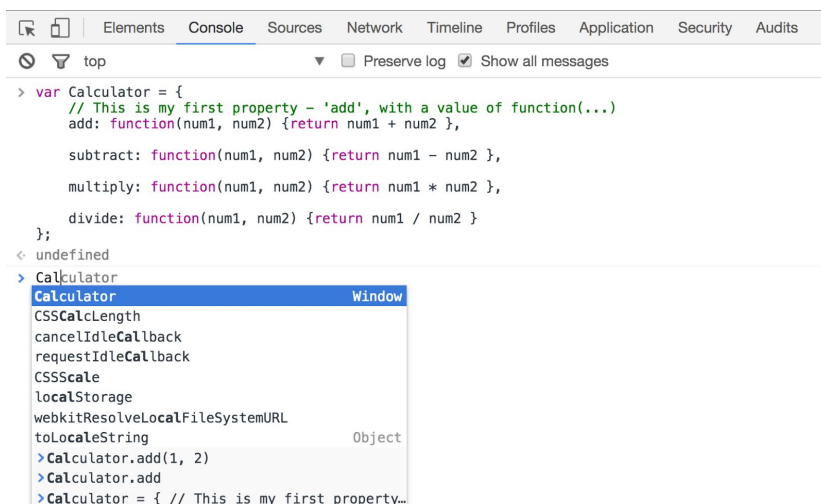 Elements Console Sources Network Timeline Profiles Application Security Audits
top ▼ Preserve log Show all messages
> var Calculator = {
// This is my first property – 'add', with a value of function(...)
add: function(num1, num2) {return num1 + num2 },
subtract: function(num1, num2) {return num1 – num2 },
multiply: function(num1, num2) {return num1 * num2 },
divide: function(num1, num2) {return num1 / num2 }
};
undefined
> Calculator
Calculator Window
CSSCalcLength
cancelIdleCallback
requestIdleCallback
CSSScale
localStorage
webkitResolveLocalFileSystemURL
toLocaleString Object
>Calculator.add(1, 2)
>Calculator.add
>Calculator = { // This is my first property…